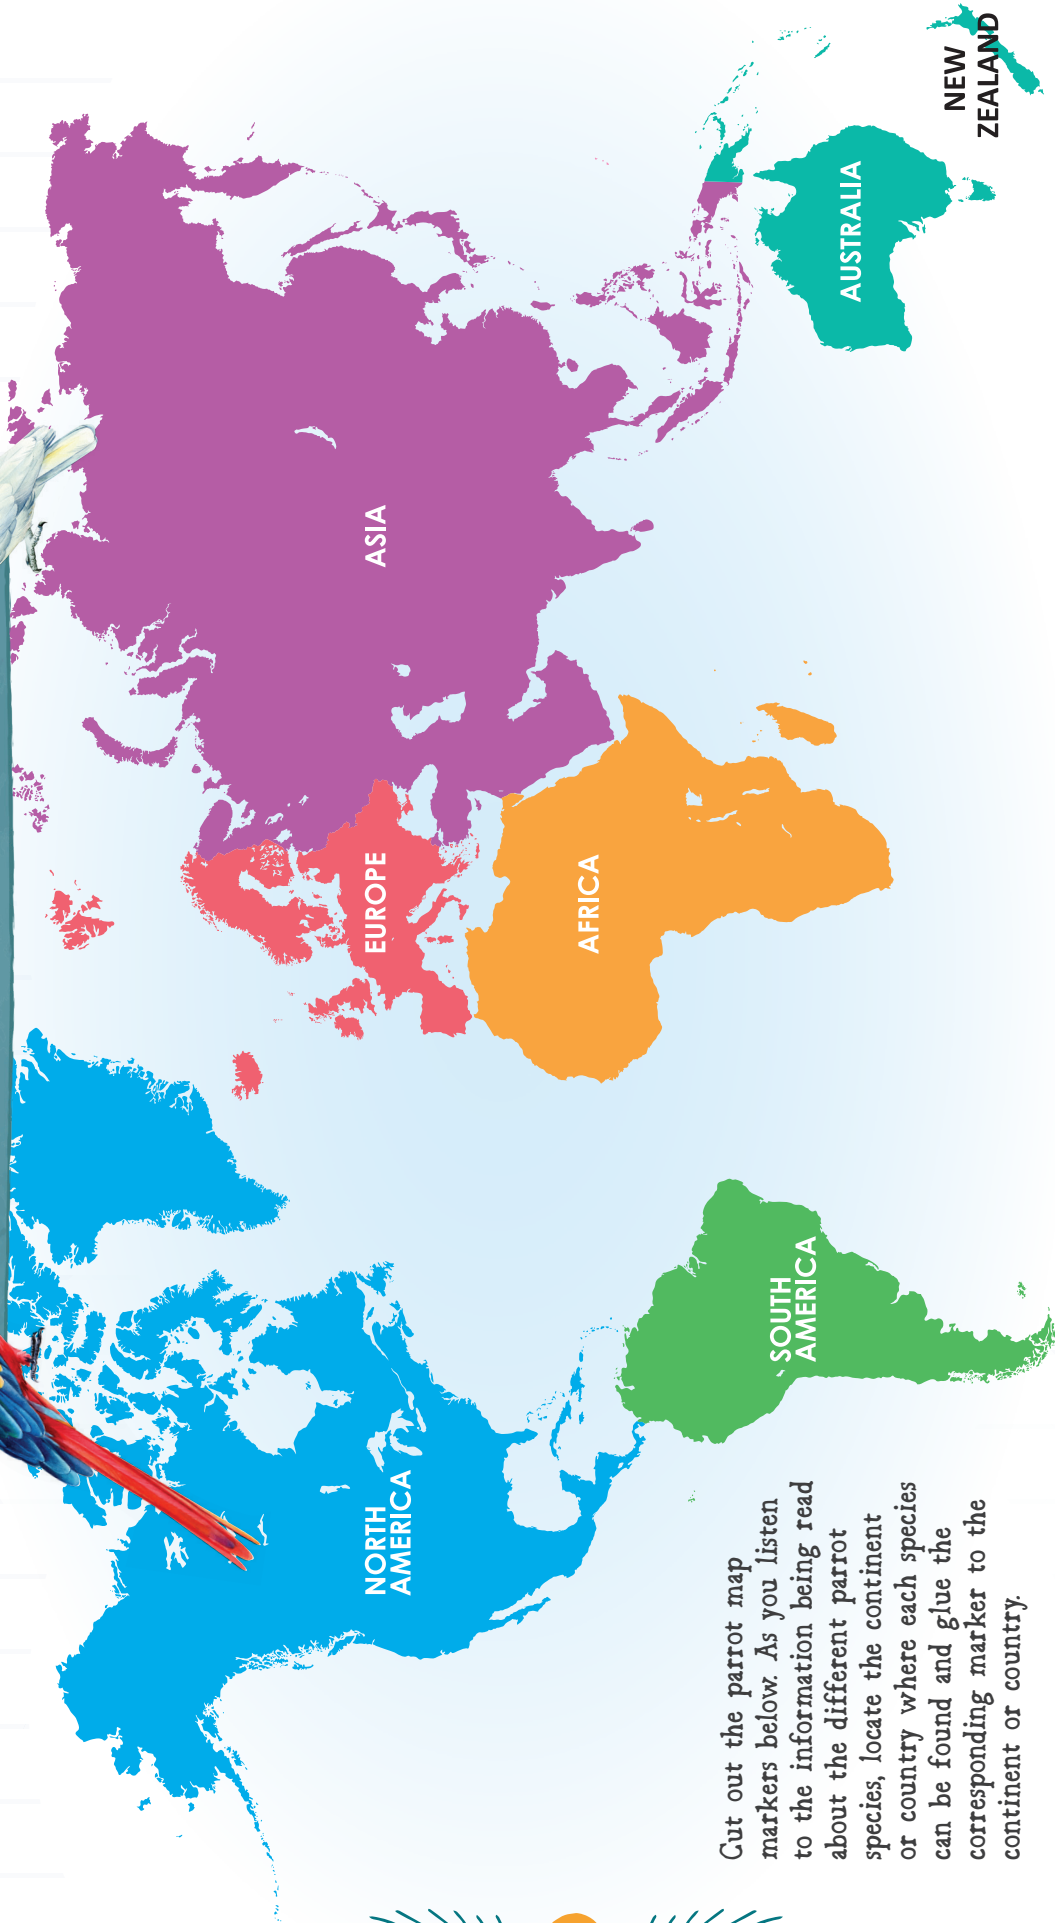 NORTH
AMERICA
SOUTH
AMERICA
EUROPE
AFRICA
ASIA
AUSTRALIA
NEW
ZEALAND
Cut out the parrot map
markers below. As you listen
to the information being read
about the different parrot
species, locate the continent
or country where each species
can be found and glue the
corresponding marker to the
continent or country.